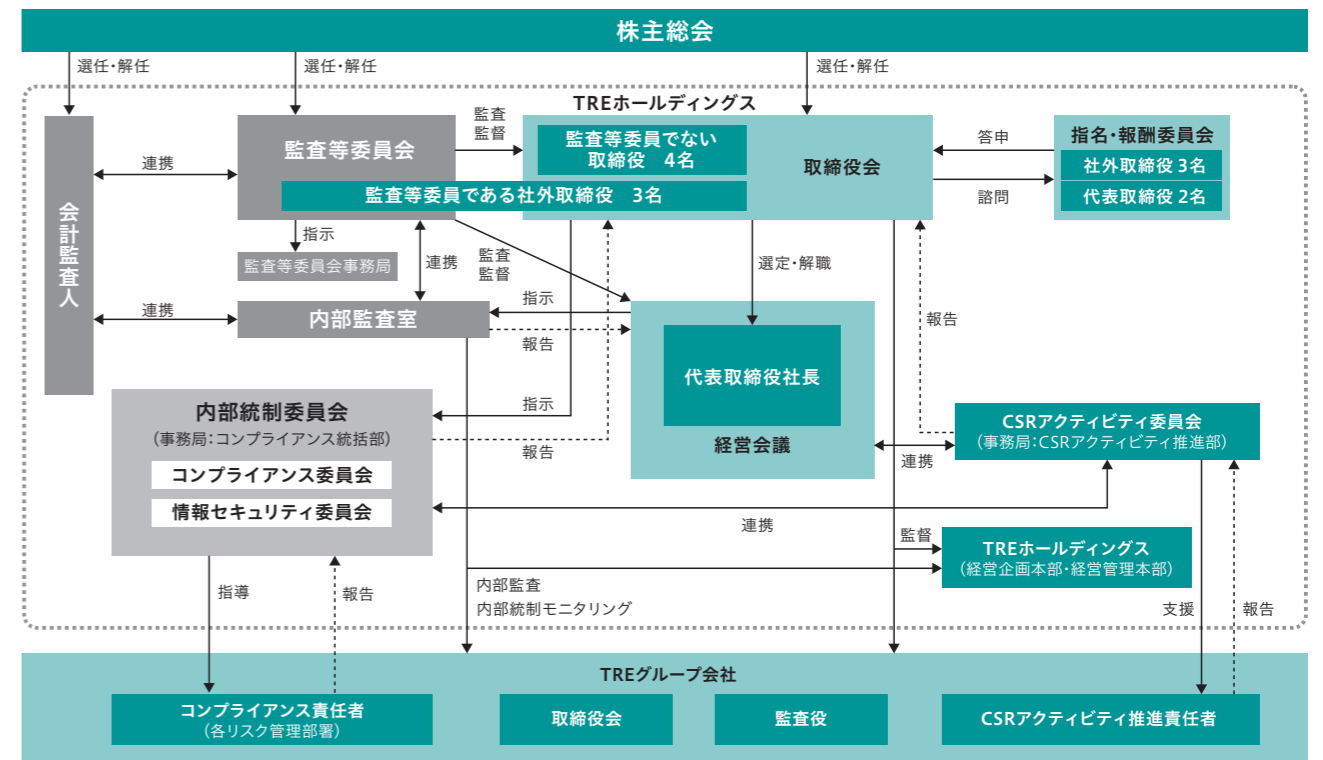 株主総会
選任・解任
選任・解任
選任・解任
TREホールディングス
会計監査人
連携
監査等委員会
監査
監督
監査等委員でない
取締役　4名
取締役会
答申
諮問
指名・報酬委員会
社外取締役 3名
代表取締役 2名
監査等委員である社外取締役　3名
指示
監査等委員会事務局
連携
監査
監督
選定・解職
連携
内部監査室
指示
報告
報告
代表取締役社長
経営会議
内部統制委員会
（事務局：コンプライアンス統括部）
コンプライアンス委員会
情報セキュリティ委員会
指示
報告
連携
CSRアクティビティ委員会
（事務局：CSRアクティビティ推進部）
連携
監督
TREホールディングス
（経営企画本部・経営管理本部）
内部監査
内部統制モニタリング
指導
報告
支援
報告
TREグループ会社
コンプライアンス責任者
（各リスク管理部署）
取締役会
監査役
CSRアクティビティ推進責任者